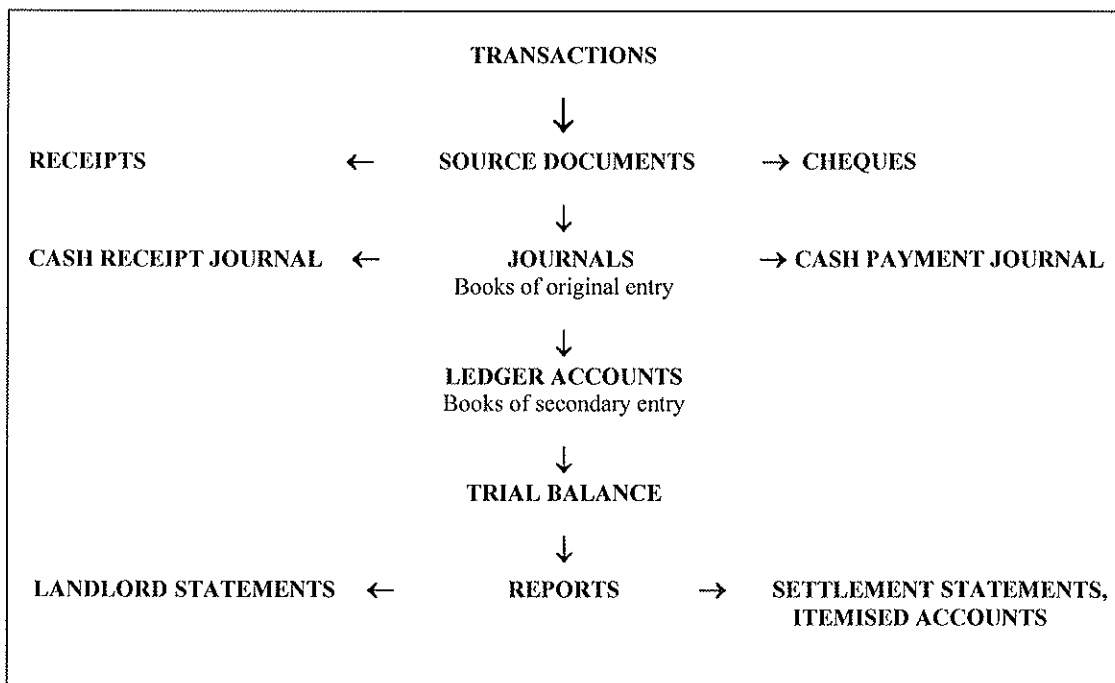 TRANSACTIONS
↓
RECEIPTS ← SOURCE DOCUMENTS → CHEQUES
↓
CASH RECEIPT JOURNAL ← JOURNALS → CASH PAYMENT JOURNAL
Books of original entry
↓
LEDGER ACCOUNTS
Books of secondary entry
↓
TRIAL BALANCE
↓
LANDLORD STATEMENTS ← REPORTS → SETTLEMENT STATEMENTS,
ITEMISED ACCOUNTS